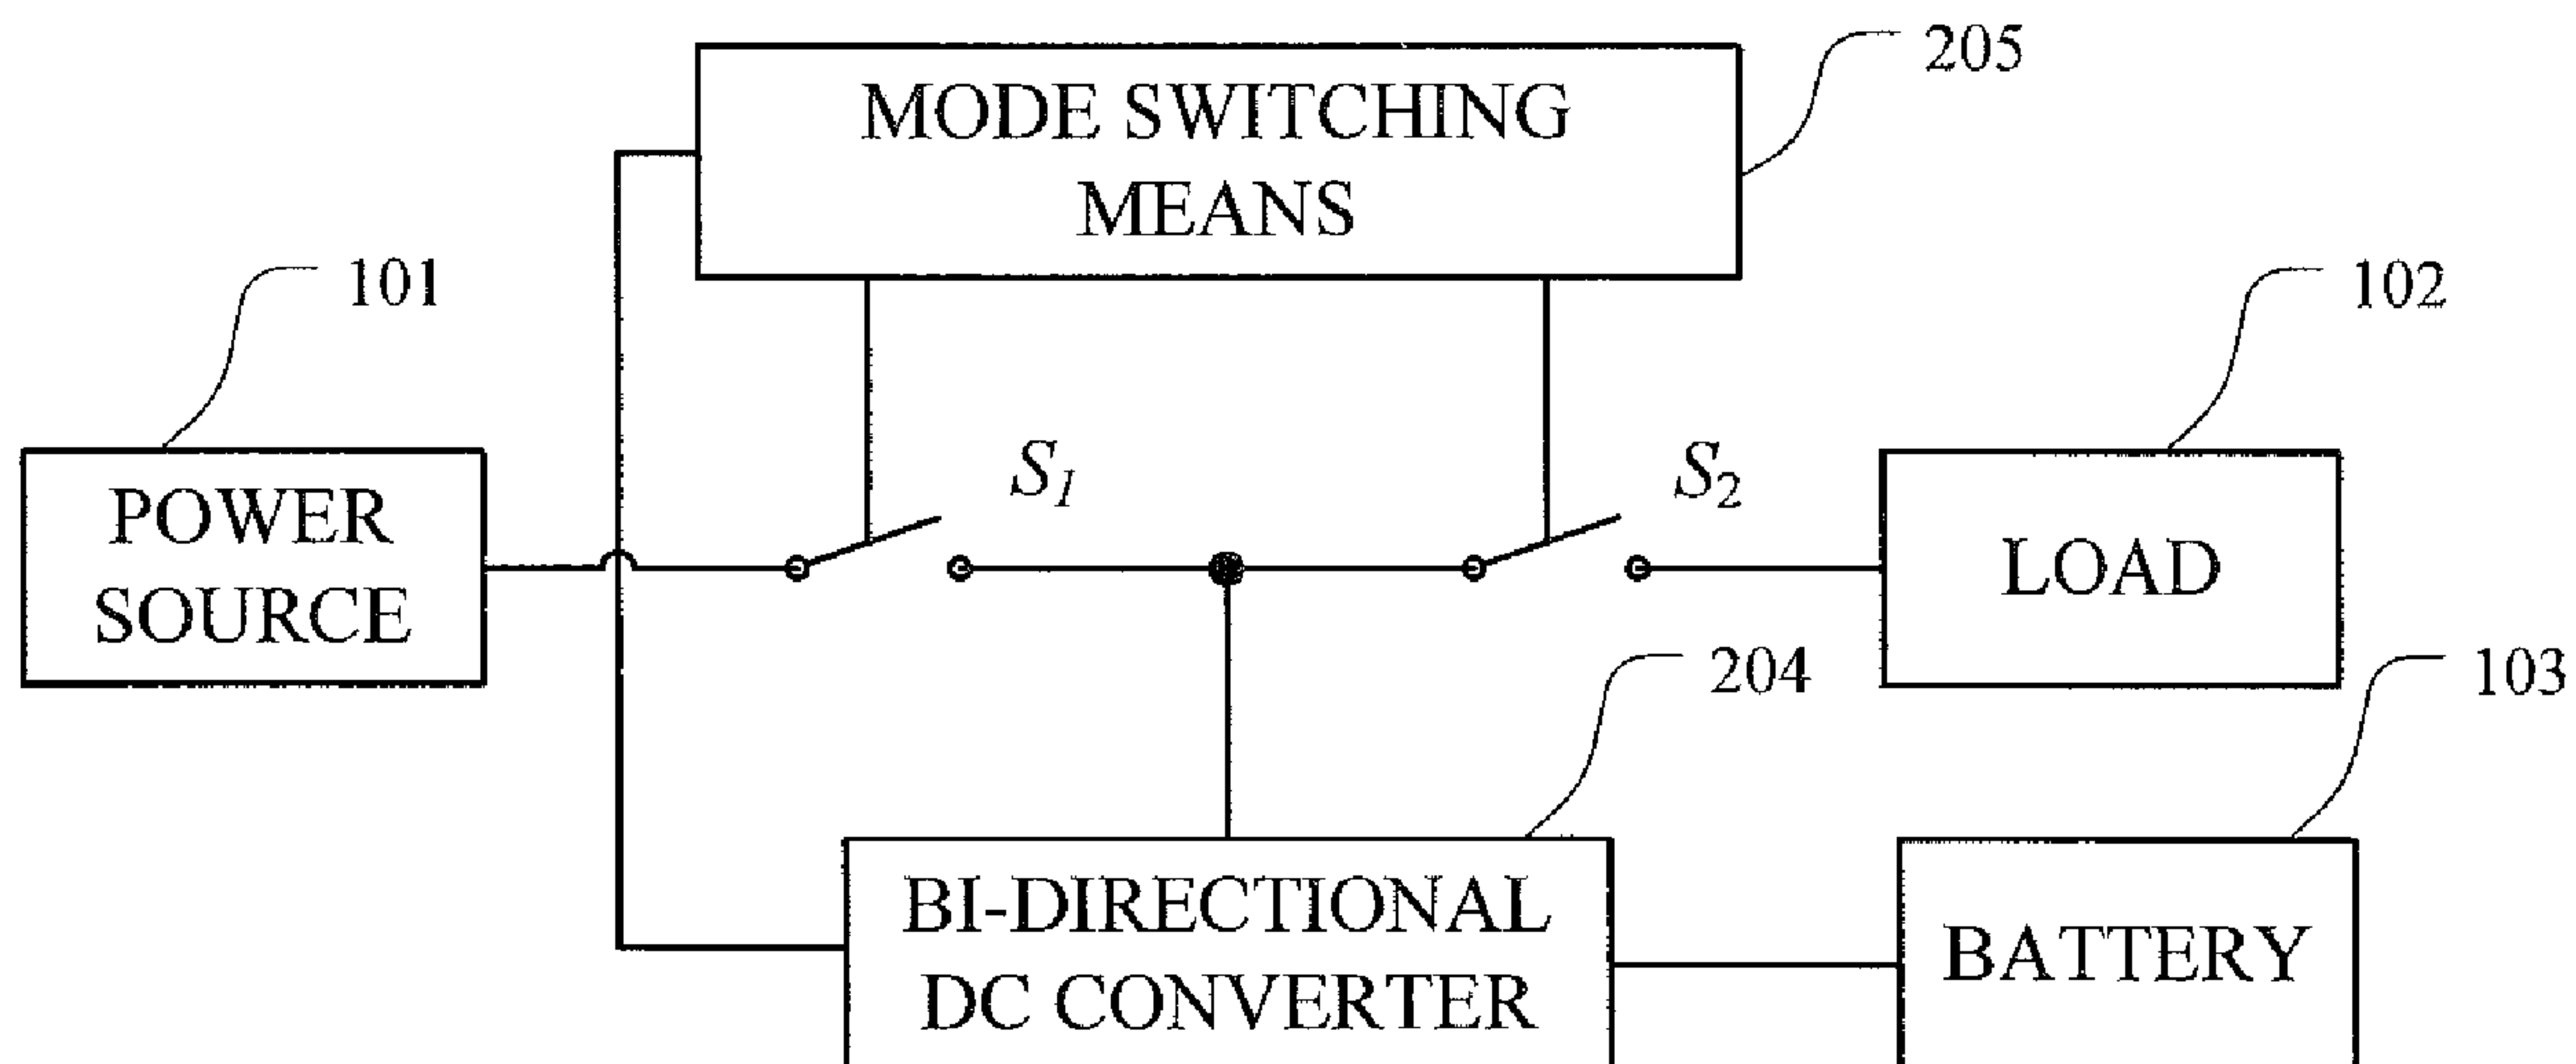 205
MODE SWITCHING
MEANS
101
102
S1
S2
POWER
SOURCE
LOAD
204
103
BI-DIRECTIONAL
DC CONVERTER
BATTERY